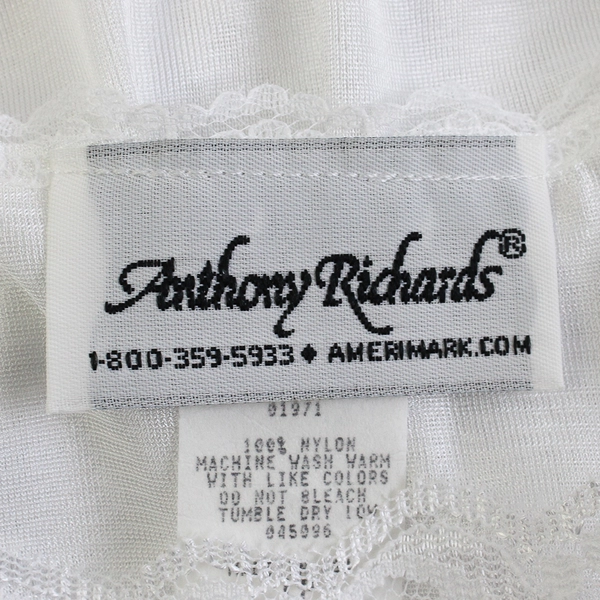 Anthony Richards®
1-800-359-5933 ♦ AMERIMARK.COM
01971
100% NYLON
MACHINE WASH WARM
WITH LIKE COLORS
DO NOT BLEACH
TUMBLE DRY LOW
045096